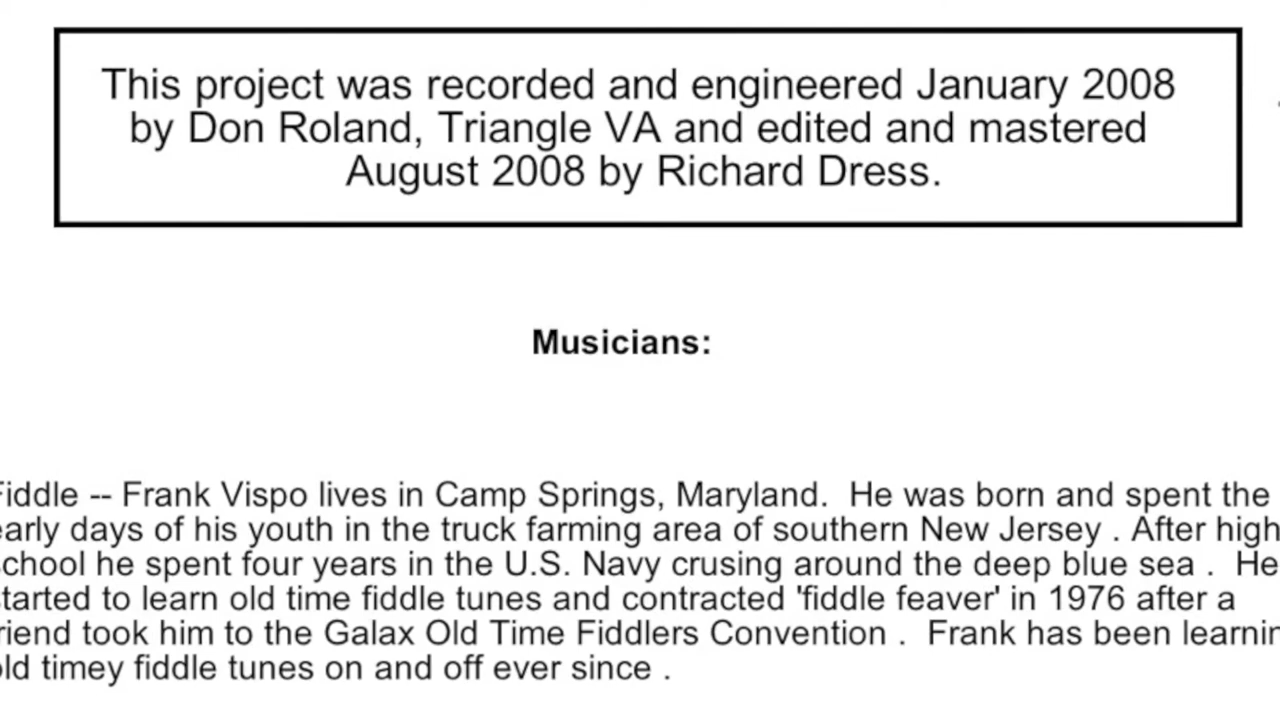 This project was recorded and engineered January 2008
by Don Roland, Triangle VA and edited and mastered
August 2008 by Richard Dress.
Musicians:
Fiddle -- Frank Vispo lives in Camp Springs, Maryland.  He was born and spent the
early days of his youth in the truck farming area of southern New Jersey . After high
school he spent four years in the U.S. Navy crusing around the deep blue sea .  He
started to learn old time fiddle tunes and contracted 'fiddle feaver' in 1976 after a
friend took him to the Galax Old Time Fiddlers Convention .  Frank has been learnin
old timey fiddle tunes on and off ever since .